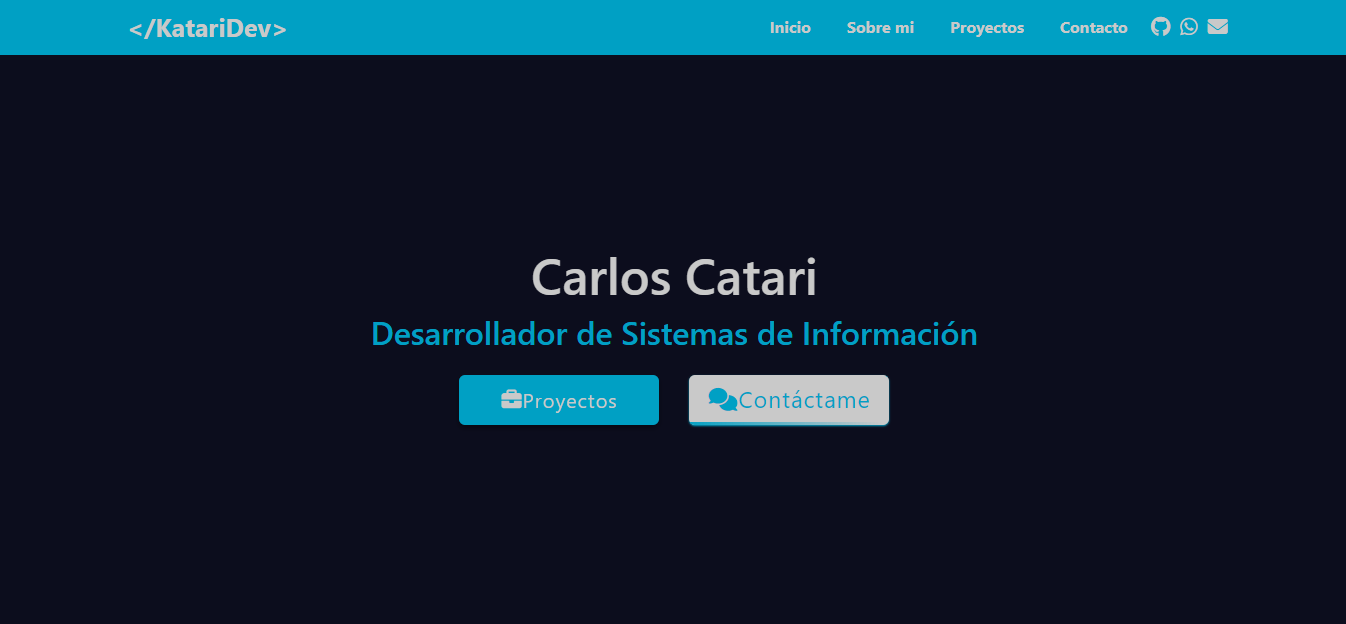 </KatariDev>
Inicio Sobre mi Proyectos Contacto
Carlos Catari
Desarrollador de Sistemas de Información
Proyectos Contáctame